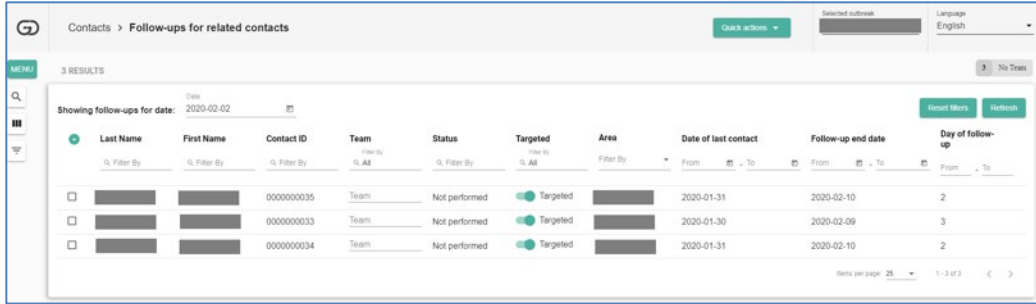 Selected outbreak Language
Contacts > Follow-ups for related contacts Quick actions English
MENU 3 RESULTS 3 No Team
Date
Showing follow-ups for date: 2020-02-02 Reset filters Refresh
Last Name First Name Contact ID Team Status Targeted Area Date of last contact Follow-up end date Day of follow-up
Filter By Filter By
Filter By Filter By Filter By All Filter By All Filter By From - To From - To From - To
0000000035 Team Not performed Targeted 2020-01-31 2020-02-10 2
0000000033 Team Not performed Targeted 2020-01-30 2020-02-09 3
0000000034 Team Not performed Targeted 2020-01-31 2020-02-10 2
Items per page: 25 1 - 3 of 3